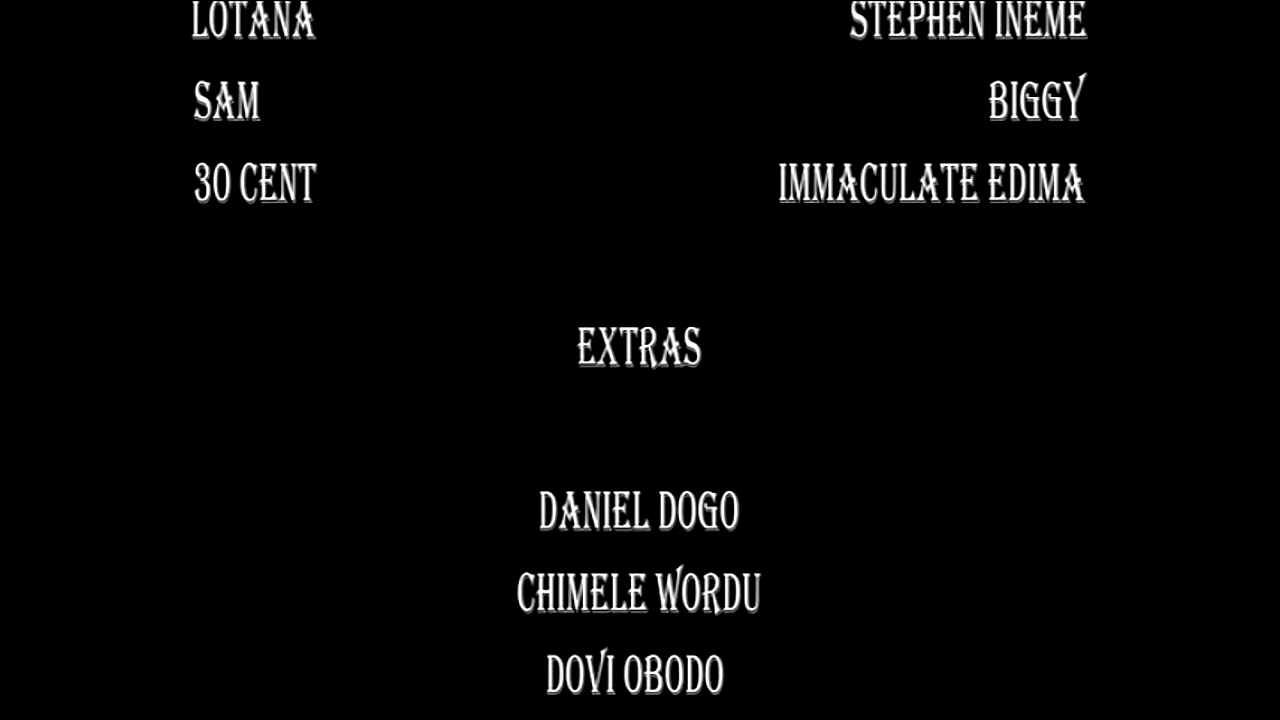 LOTANA STEPHEN INEME
SAM BIGGY
30 CENT IMMACULATE EDIMA
EXTRAS
DANIEL DOGO
CHIMELE WORDU
DOVI OBODO